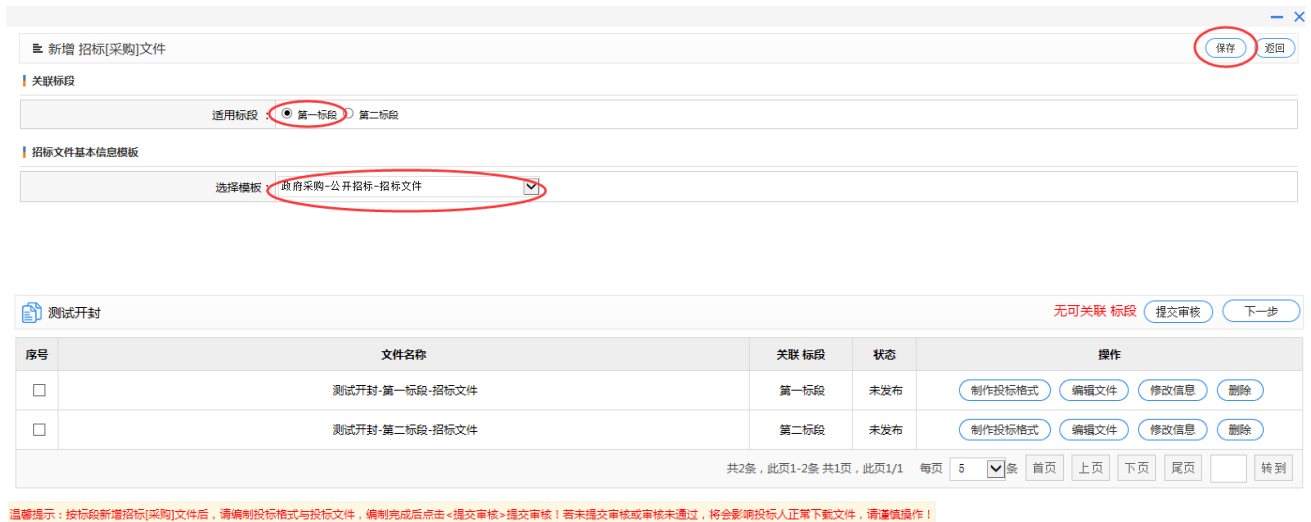 新增 招标[采购]文件 保存 返回
关联标段
适用标段 : 第一标段 第二标段
招标文件基本信息模板
选择模板 : 政府采购-公开招标-招标文件
测试开封 无可关联 标段 提交审核 下一步
序号 文件名称 关联 标段 状态 操作
测试开封-第一标段-招标文件 第一标段 未发布 制作投标格式 编辑文件 修改信息 删除
测试开封-第二标段-招标文件 第二标段 未发布 制作投标格式 编辑文件 修改信息 删除
共2条，此页1-2条 共1页，此页1/1 每页 5 条 首页 上页 下页 尾页 转到
温馨提示：按标段新增招标[采购]文件后，请编制投标格式与投标文件，编制完成后点击<提交审核>提交审核！若未提交审核或审核未通过，将会影响投标人正常下载文件，请谨慎操作！